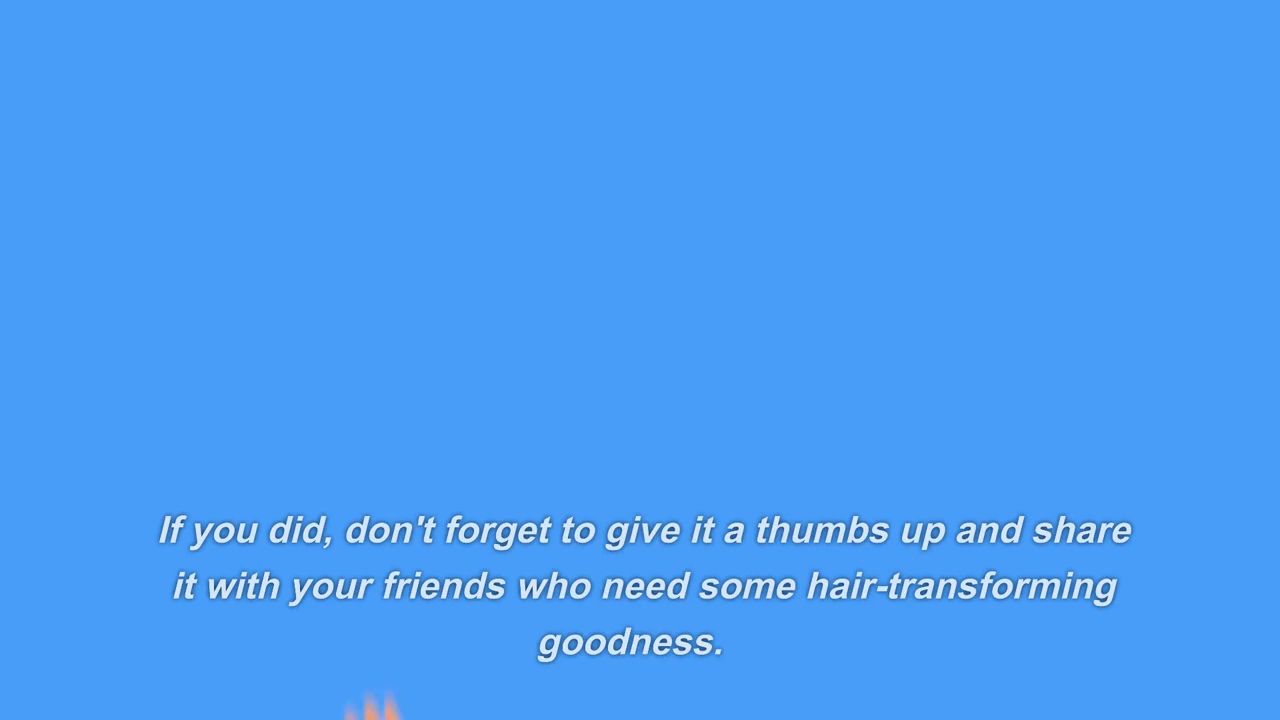 If you did, don't forget to give it a thumbs up and share
it with your friends who need some hair-transforming
goodness.